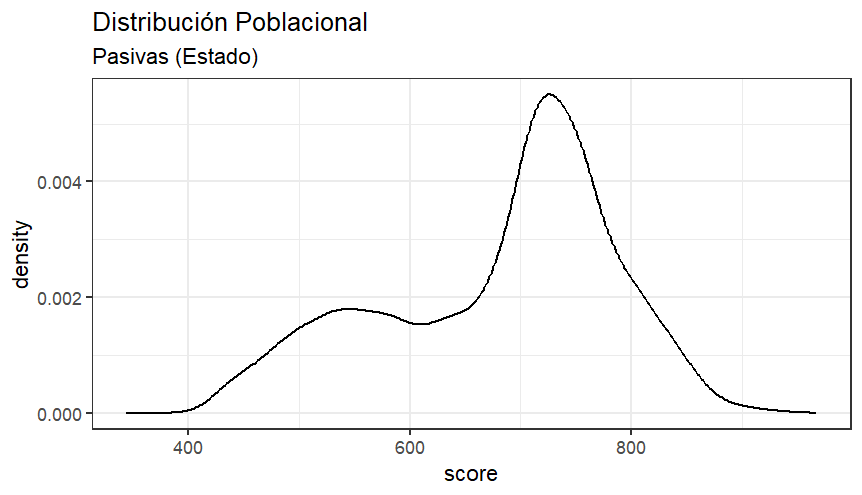 Distribución Poblacional
Pasivas (Estado)
density
0.004
0.002
0.000
400 600 800
score